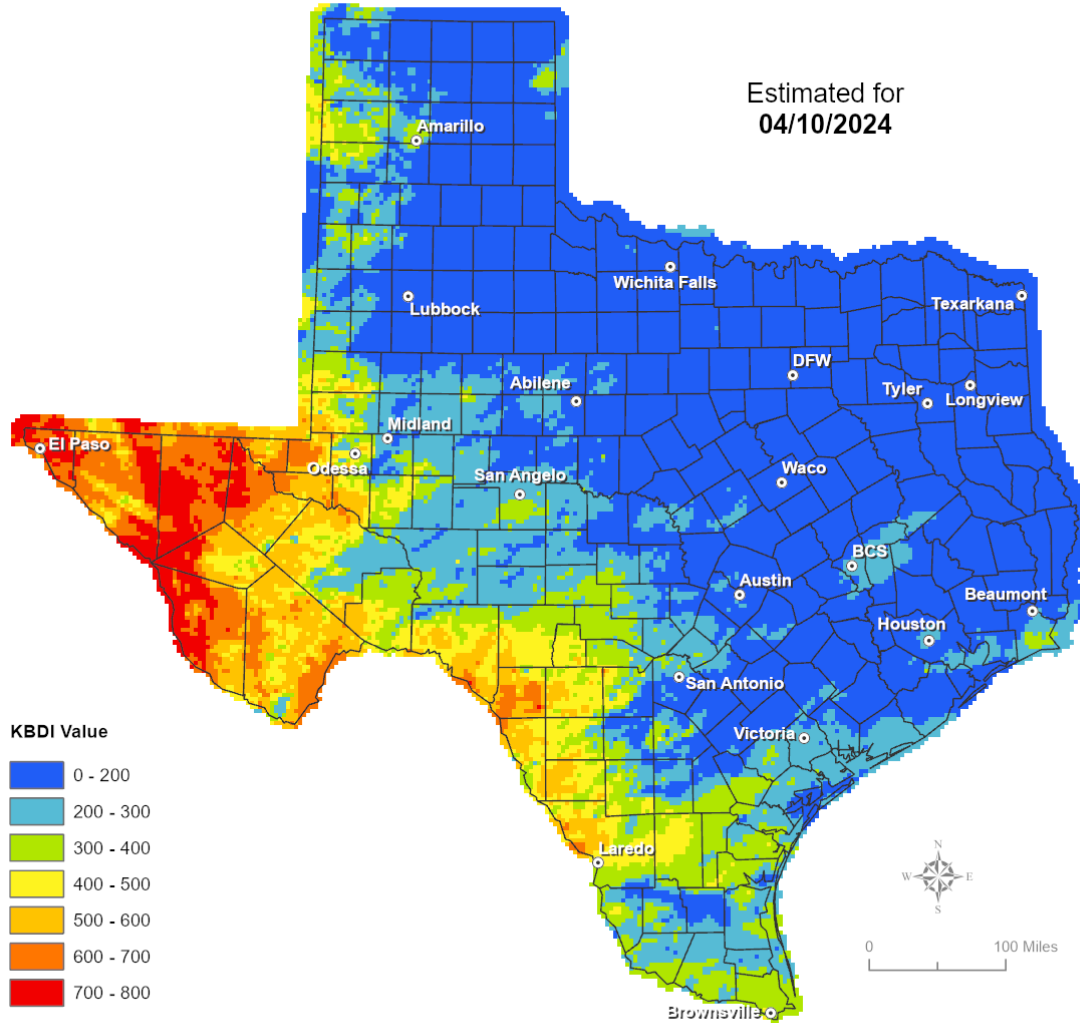 Estimated for
04/10/2024
Amarillo
Wichita Falls
Lubbock
Texarkana
DFW
Abilene
Tyler
Longview
Midland
El Paso
Odessa
San Angelo
Waco
BCS
Austin
Beaumont
Houston
San Antonio
Victoria
KBDI Value
0 - 200
200 - 300
300 - 400
400 - 500
500 - 600
600 - 700
700 - 800
Laredo
N
W E
S
0 100 Miles
Brownsville